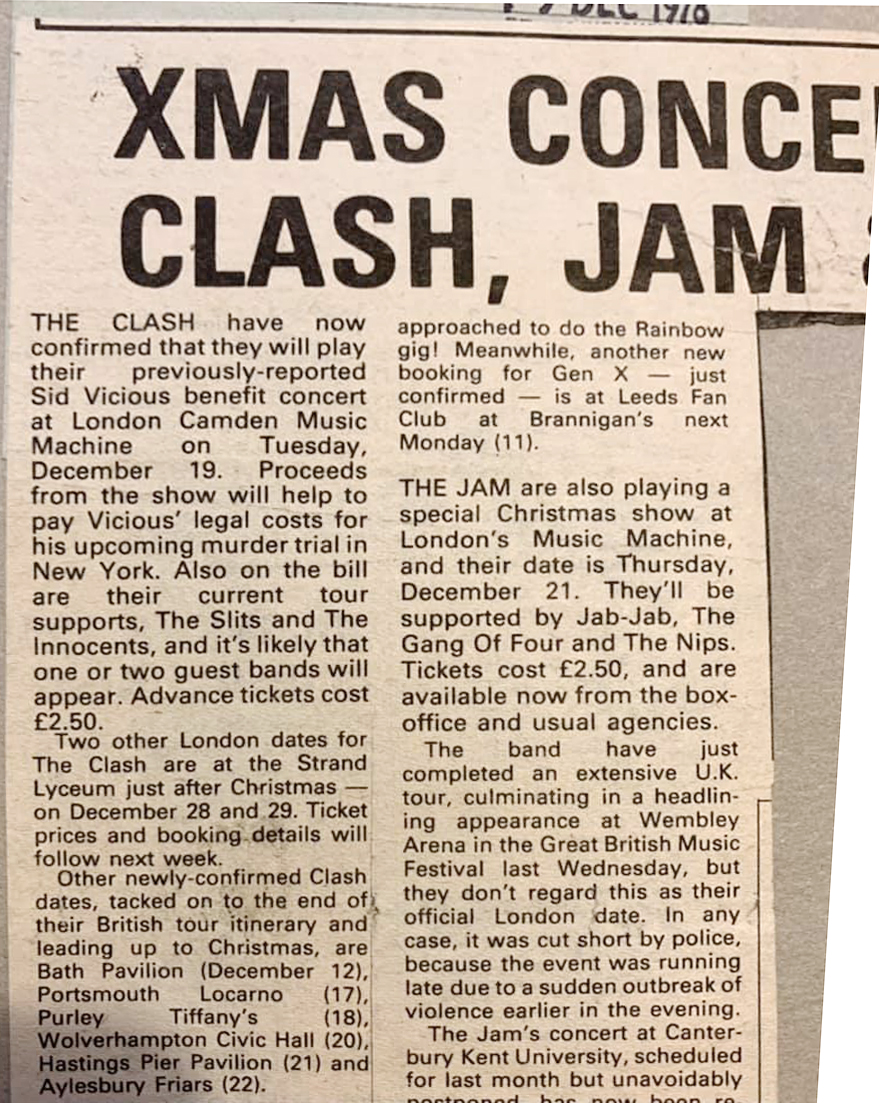 DEC 1978
XMAS CONCE
CLASH, JAM &
THE CLASH have now
confirmed that they will play
their previously-reported
Sid Vicious benefit concert
at London Camden Music
Machine on Tuesday,
December 19. Proceeds
from the show will help to
pay Vicious' legal costs for
his upcoming murder trial in
New York. Also on the bill
are their current tour
supports, The Slits and The
Innocents, and it's likely that
one or two guest bands will
appear. Advance tickets cost
£2.50.
Two other London dates for
The Clash are at the Strand
Lyceum just after Christmas —
on December 28 and 29. Ticket
prices and booking details will
follow next week.
Other newly-confirmed Clash
dates, tacked on to the end of
their British tour itinerary and
leading up to Christmas, are
Bath Pavilion (December 12),
Portsmouth Locarno (17),
Purley Tiffany's (18),
Wolverhampton Civic Hall (20),
Hastings Pier Pavilion (21) and
Aylesbury Friars (22).
approached to do the Rainbow
gig! Meanwhile, another new
booking for Gen X — just
confirmed — is at Leeds Fan
Club at Brannigan's next
Monday (11).
THE JAM are also playing a
special Christmas show at
London's Music Machine,
and their date is Thursday,
December 21. They'll be
supported by Jab-Jab, The
Gang Of Four and The Nips.
Tickets cost £2.50, and are
available now from the box-
office and usual agencies.
The band have just
completed an extensive U.K.
tour, culminating in a headlin-
ing appearance at Wembley
Arena in the Great British Music
Festival last Wednesday, but
they don't regard this as their
official London date. In any
case, it was cut short by police,
because the event was running
late due to a sudden outbreak of
violence earlier in the evening.
The Jam's concert at Canter-
bury Kent University, scheduled
for last month but unavoidably
postponed, has now been re-